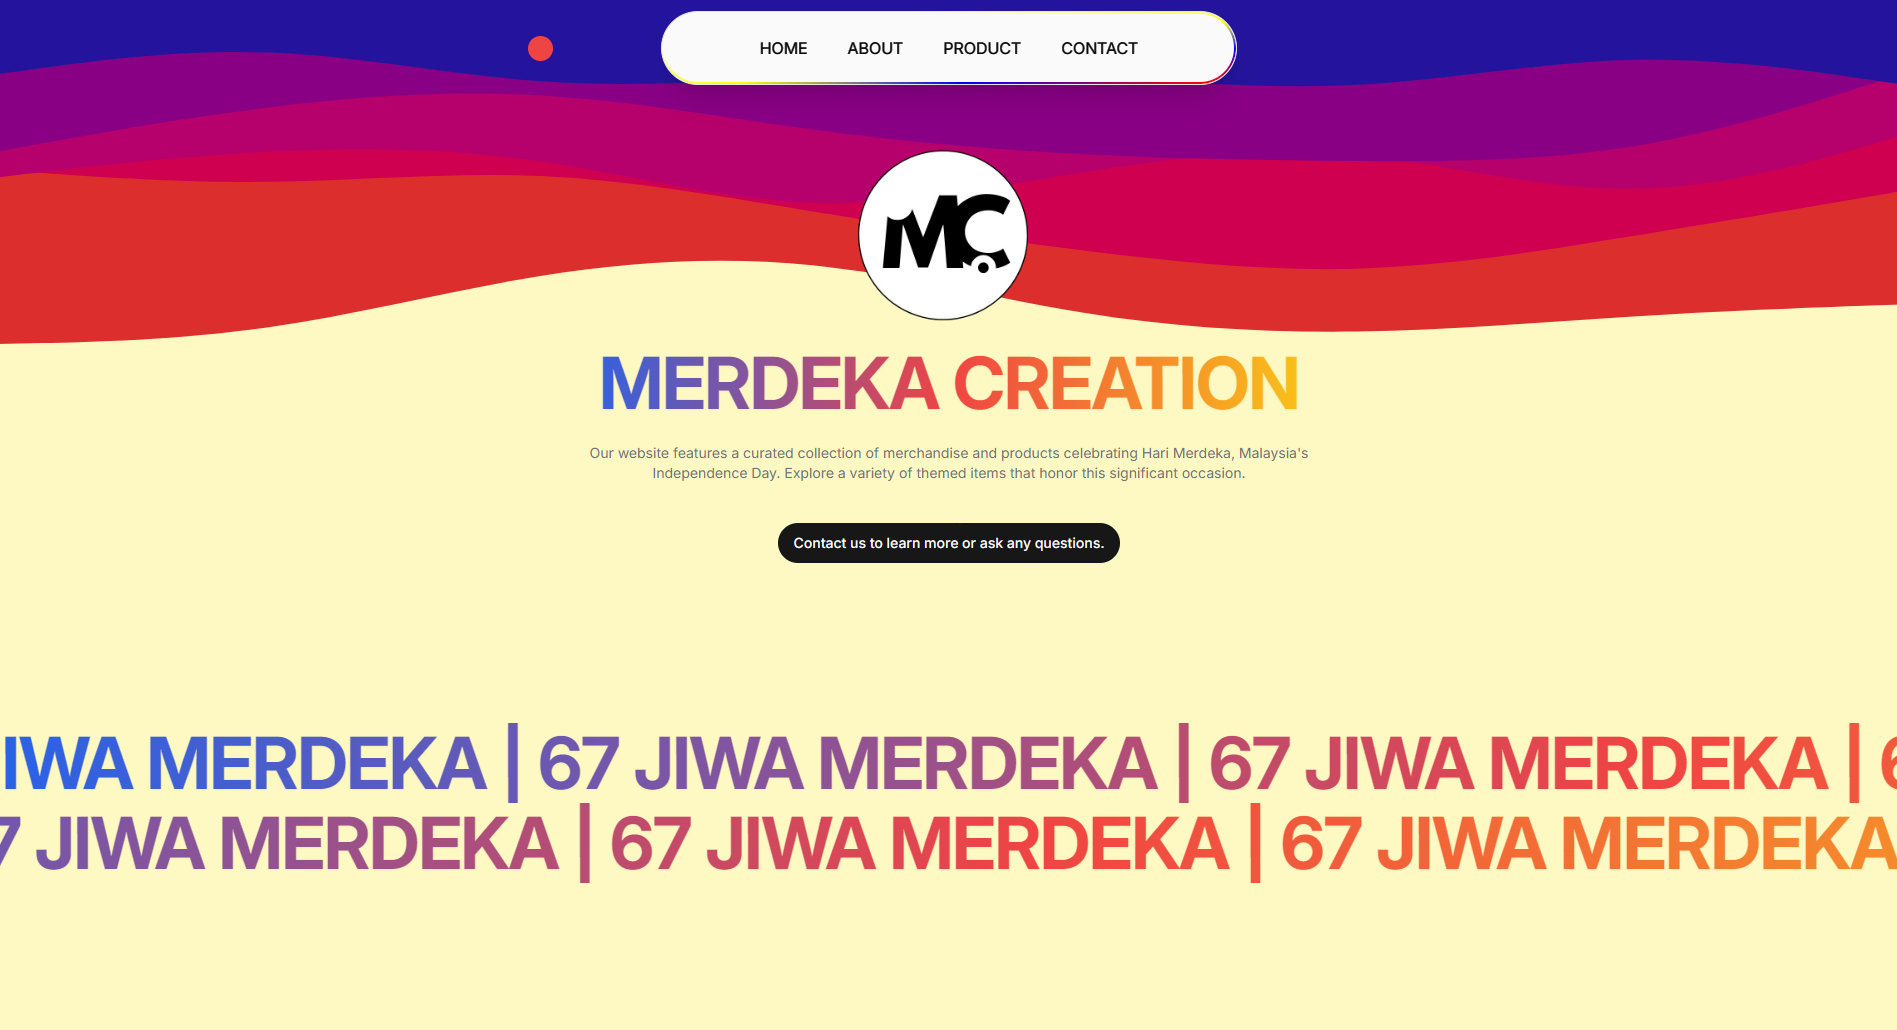 HOME ABOUT PRODUCT CONTACT
MC
MERDEKA CREATION
Our website features a curated collection of merchandise and products celebrating Hari Merdeka, Malaysia's
Independence Day. Explore a variety of themed items that honor this significant occasion.
Contact us to learn more or ask any questions.
IWA MERDEKA | 67 JIWA MERDEKA | 67 JIWA MERDEKA | 6
7 JIWA MERDEKA | 67 JIWA MERDEKA | 67 JIWA MERDEKA